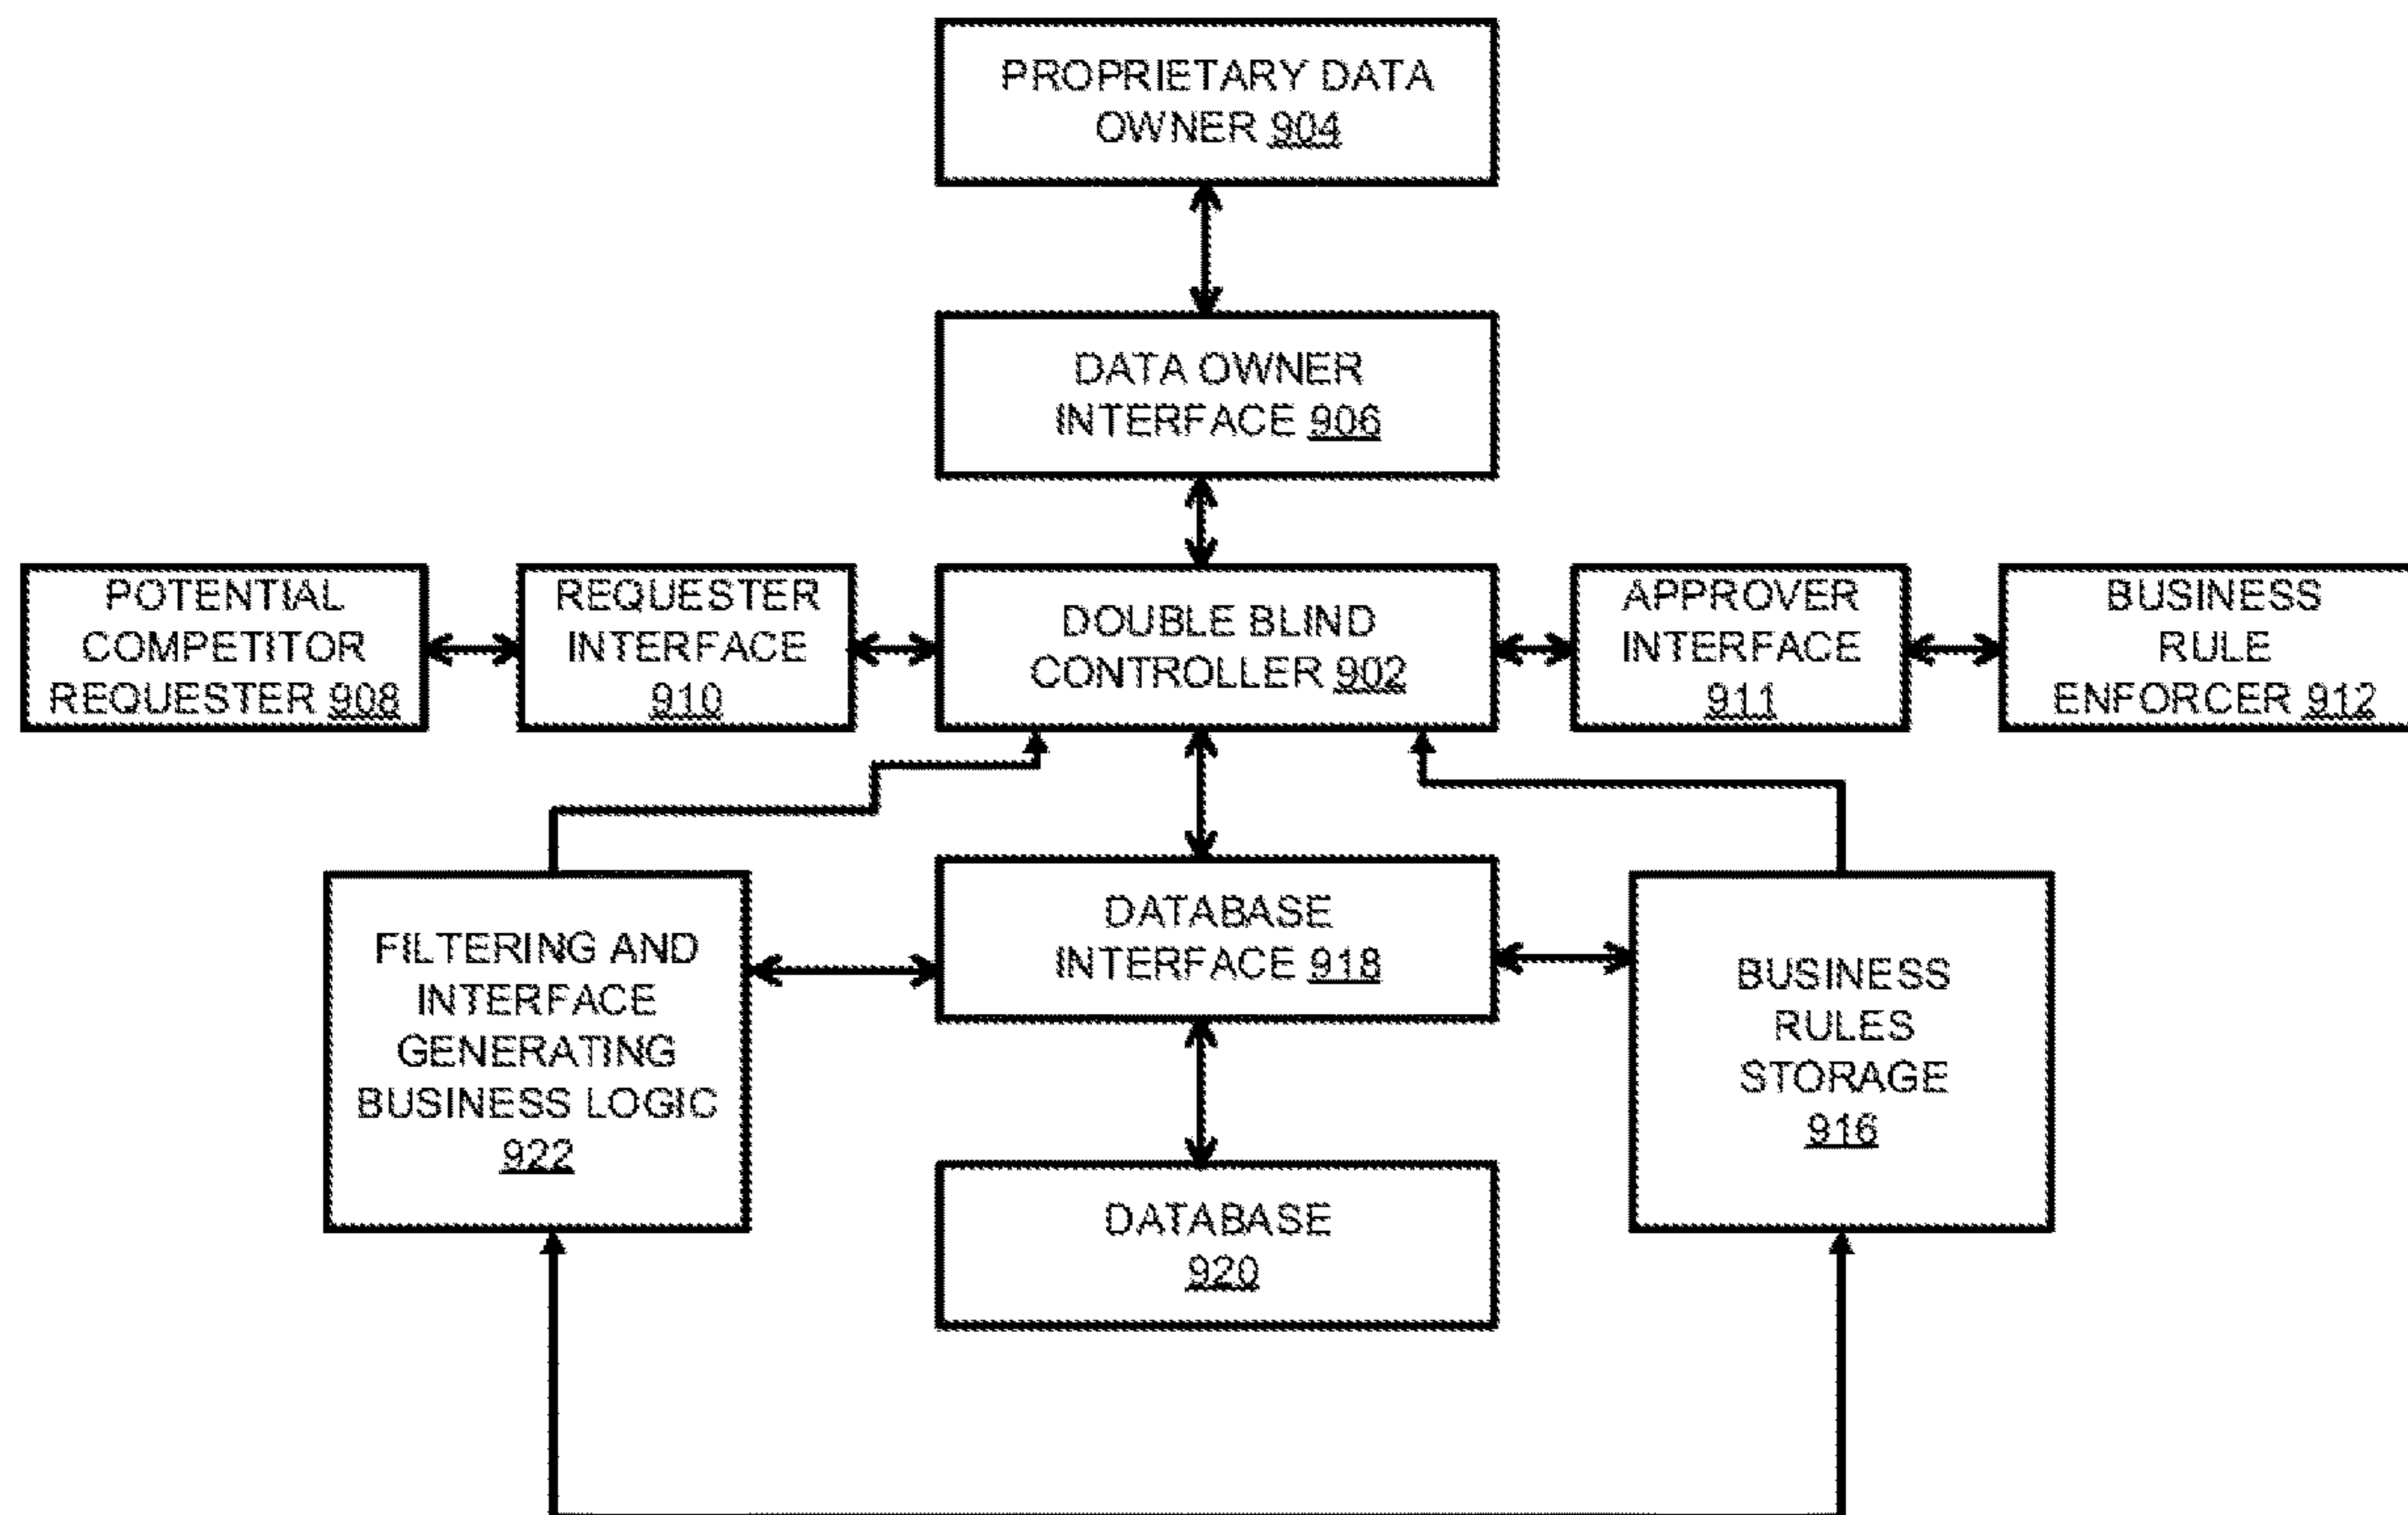 PROPRIETARY DATA
OWNER 904
DATA OWNER
INTERFACE 906
POTENTIAL
COMPETITOR
REQUESTER 908
REQUESTER
INTERFACE
910
DOUBLE BLIND
CONTROLLER 902
APPROVER
INTERFACE
911
BUSINESS
RULE
ENFORCER 912
FILTERING AND
INTERFACE
GENERATING
BUSINESS LOGIC
922
DATABASE
INTERFACE 918
BUSINESS
RULES
STORAGE
916
DATABASE
920